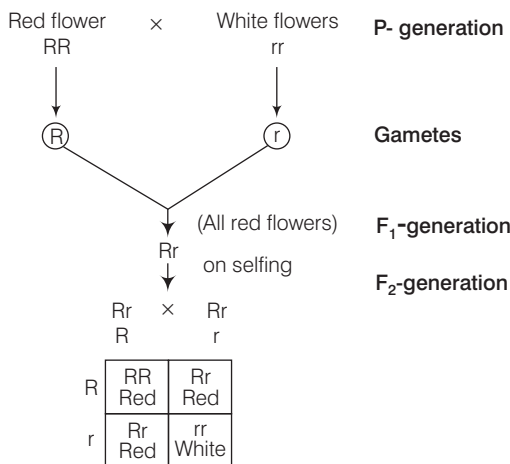 Red flower × White flowers P- generation
RR rr
R r Gametes
(All red flowers) F₁-generation
Rr
on selfing
F₂-generation
Rr × Rr
R r
R RR Rr
Red Red
r Rr rr
Red White